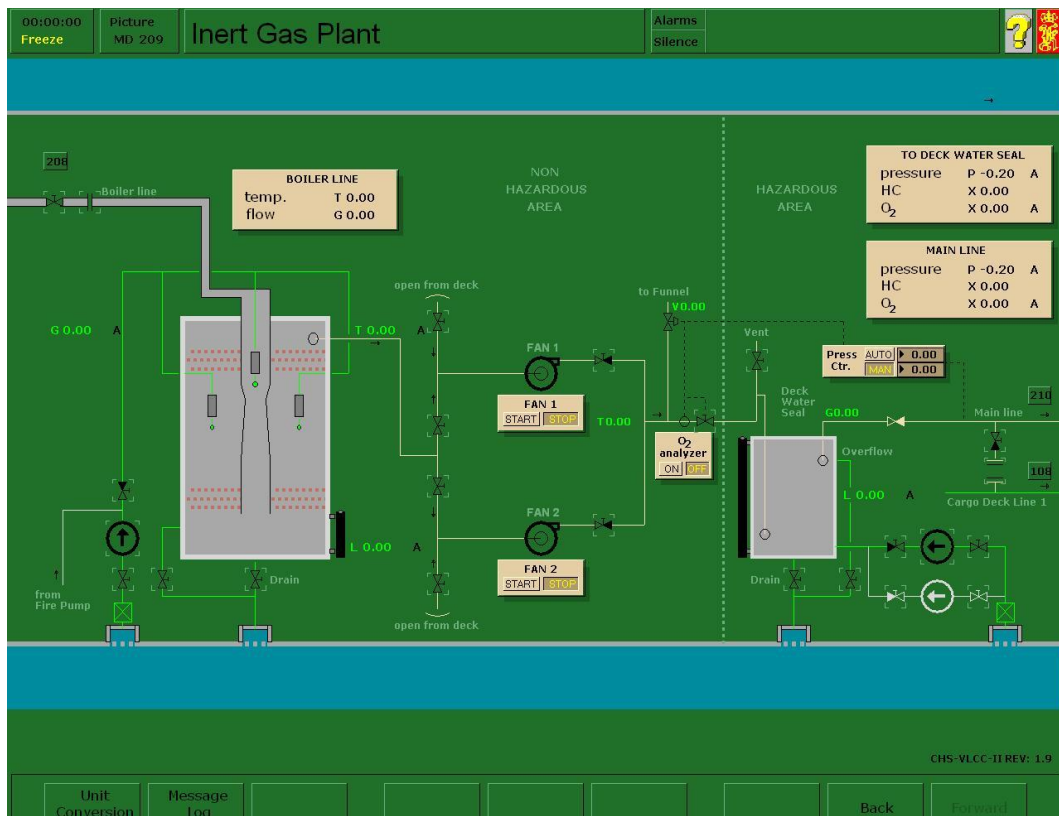 00:00:00
Freeze
Picture
MD 209
Inert Gas Plant
Alarms
Silence
?
208
Boiler line
BOILER LINE
temp. T 0.00
flow G 0.00
NON
HAZARDOUS
AREA
HAZARDOUS
AREA
TO DECK WATER SEAL
pressure P -0.20 A
HC X 0.00
O2 X 0.00 A
MAIN LINE
pressure P -0.20 A
HC X 0.00
O2 X 0.00 A
open from deck
to Funnel
V0.00
G 0.00 A
T 0.00 A
FAN 1
FAN 1
START STOP
Vent
Press
Ctr.
AUTO 0.00
MAN 0.00
Deck
Water
Seal
G0.00
Main line
210
T0.00
O2
analyzer
ON OFF
Overflow
L 0.00 A
108
Cargo Deck Line 1
FAN 2
FAN 2
START STOP
L 0.00 A
from
Fire Pump
Drain
Drain
open from deck
CHS-VLCC-II REV: 1.9
Unit
Conversion
Message
Log
Back
Forward